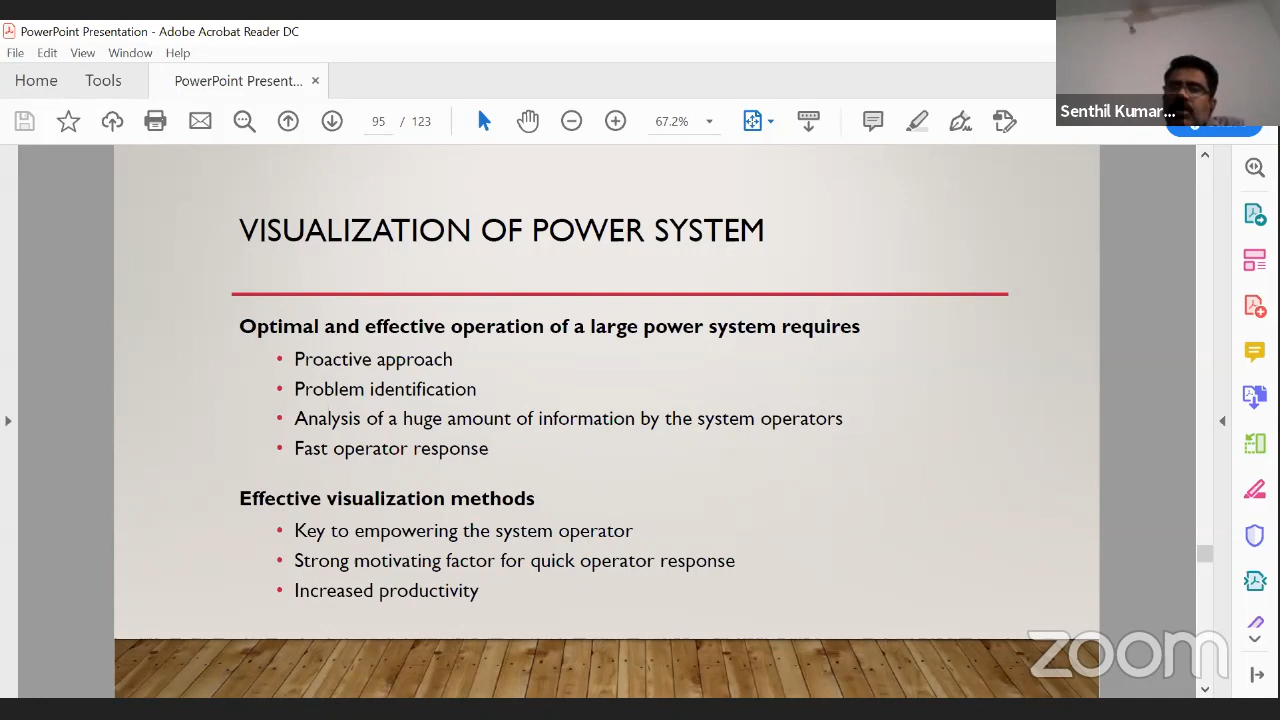 PowerPoint Presentation - Adobe Acrobat Reader DC
File Edit View Window Help
Home Tools PowerPoint Present... ×
95 / 123 67.2%
Senthil Kumar...
VISUALIZATION OF POWER SYSTEM
Optimal and effective operation of a large power system requires
• Proactive approach
• Problem identification
• Analysis of a huge amount of information by the system operators
• Fast operator response
Effective visualization methods
• Key to empowering the system operator
• Strong motivating factor for quick operator response
• Increased productivity
zoom